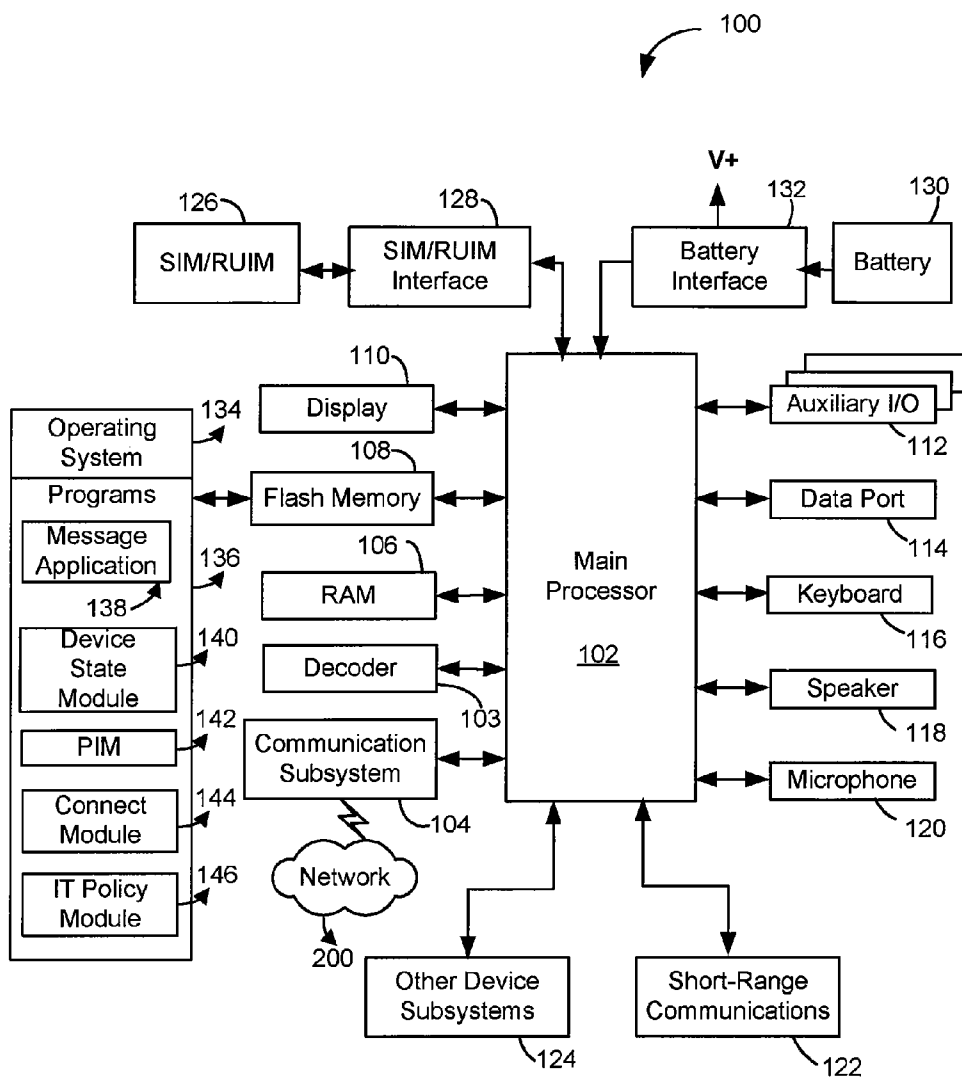 100
V+
126
128
132
130
SIM/RUIM
SIM/RUIM
Interface
Battery
Interface
Battery
110
Display
Auxiliary I/O
112
134
Operating
System
108
Flash Memory
Data Port
114
Programs
Message
Application
138
136
106
RAM
Main
Processor
102
Keyboard
116
140
Device
State
Module
Decoder
103
Speaker
118
142
PIM
Communication
Subsystem
104
Microphone
120
144
Connect
Module
Network
200
146
IT Policy
Module
Other Device
Subsystems
124
Short-Range
Communications
122